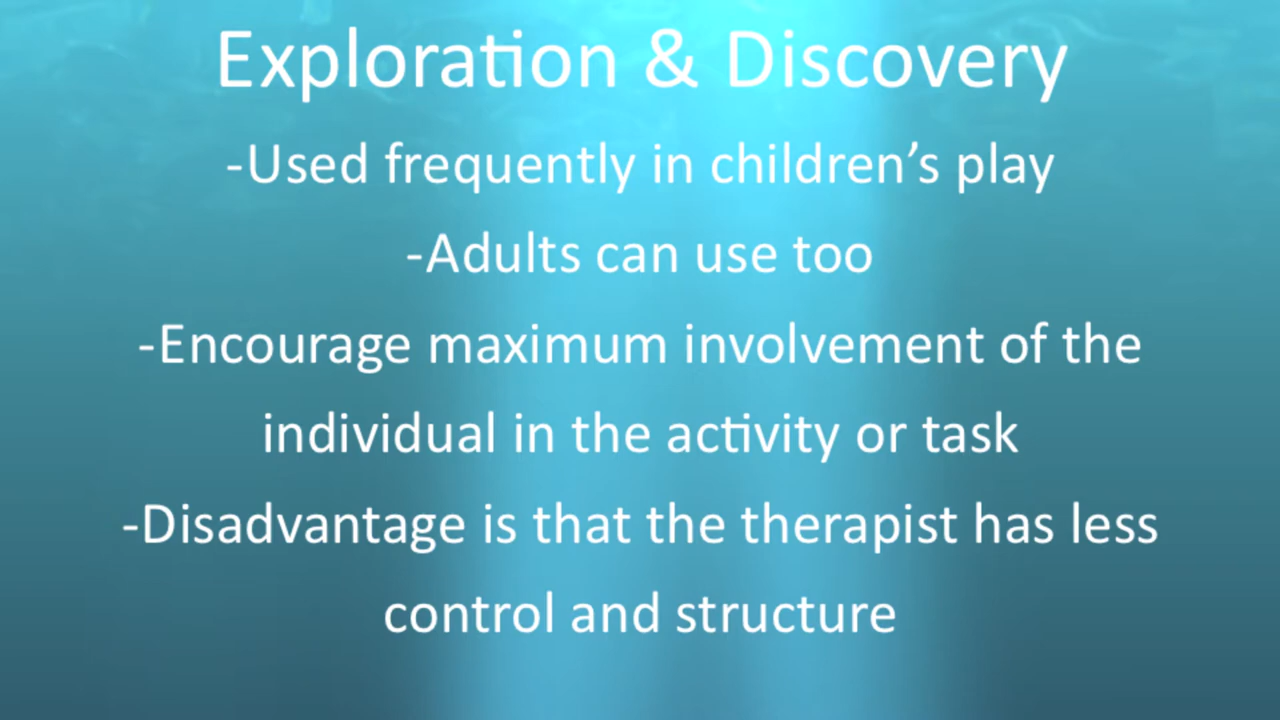 Exploration & Discovery
-Used frequently in children’s play
-Adults can use too
-Encourage maximum involvement of the
individual in the activity or task
-Disadvantage is that the therapist has less
control and structure